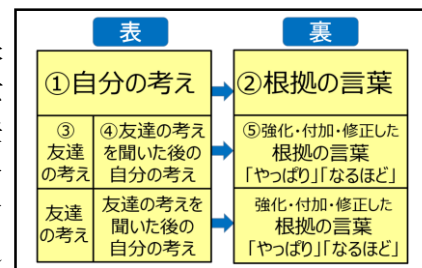 表
裏
①自分の考え
②根拠の言葉
③
友達
の考え
④友達の考え
を聞いた後の
自分の考え
⑤強化・付加・修正した
根拠の言葉
「やっぱり」「なるほど」
友達
の考え
友達の考えを
聞いた後の
自分の考え
強化・付加・修正した
根拠の言葉
「やっぱり」「なるほど」